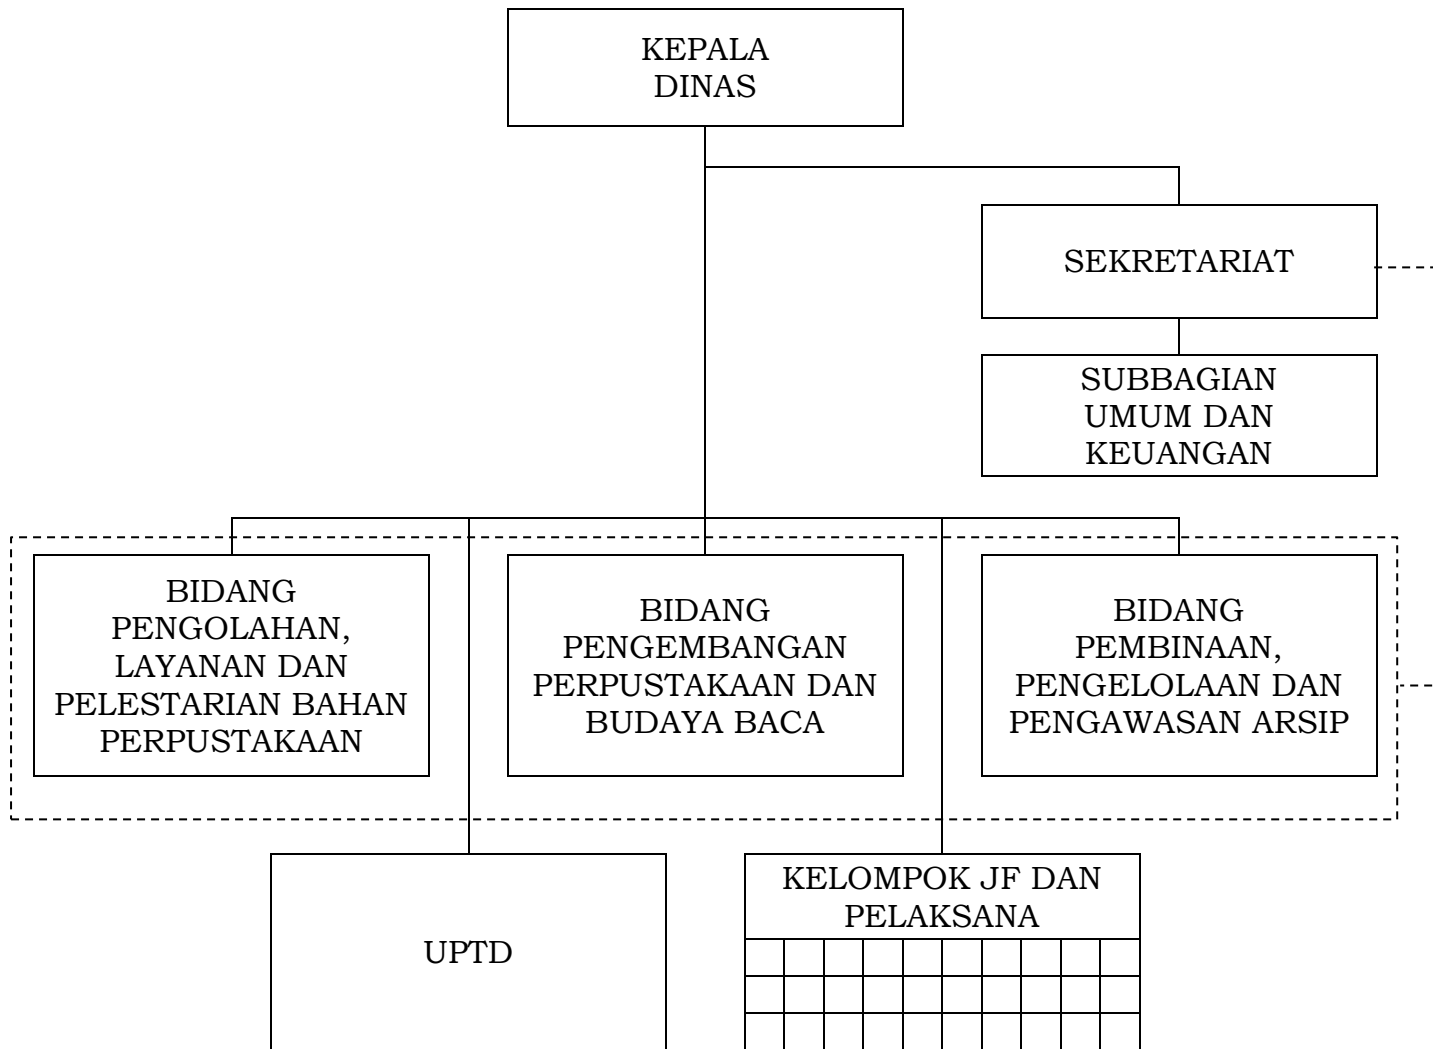 KEPALA
DINAS
SEKRETARIAT
SUBBAGIAN
UMUM DAN
KEUANGAN
BIDANG
PENGOLAHAN,
LAYANAN DAN
PELESTARIAN BAHAN
PERPUSTAKAAN
BIDANG
PENGEMBANGAN
PERPUSTAKAAN DAN
BUDAYA BACA
BIDANG
PEMBINAAN,
PENGELOLAAN DAN
PENGAWASAN ARSIP
UPTD
KELOMPOK JF DAN
PELAKSANA